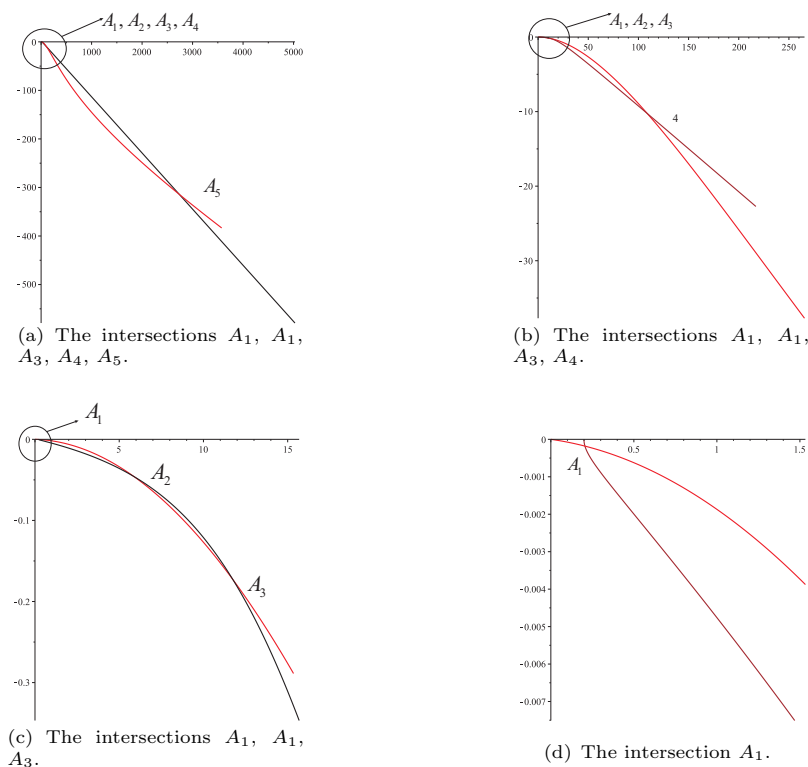 A₁, A₂, A₃, A₄
0
1000
2000
3000
4000
5000
-100
-200
-300
-400
-500
A₅
(a) The intersections A₁, A₁,
A₃, A₄, A₅.
A₁, A₂, A₃
0
50
100
150
200
250
-10
-20
-30
4
(b) The intersections A₁, A₁,
A₃, A₄.
A₁
0
5
10
15
-0.1
-0.2
-0.3
A₂
A₃
(c) The intersections A₁, A₁,
A₃.
0
0.5
1
1.5
-0.001
-0.002
-0.003
-0.004
-0.005
-0.006
-0.007
A₁
(d) The intersection A₁.